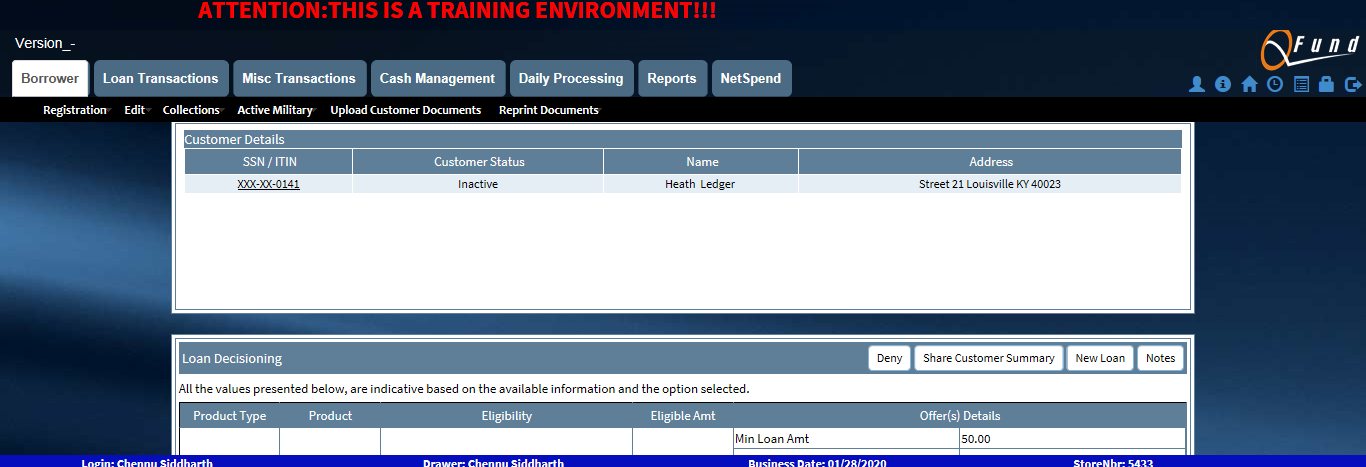 ATTENTION:THIS IS A TRAINING ENVIRONMENT!!!
Version_-
QFund
Borrower Loan Transactions Misc Transactions Cash Management Daily Processing Reports NetSpend
Registration Edit Collections Active Military Upload Customer Documents Reprint Documents
Customer Details
SSN / ITIN Customer Status Name Address
XXX-XX-0141 Inactive Heath Ledger Street 21 Louisville KY 40023
Loan Decisioning Deny Share Customer Summary New Loan Notes
All the values presented below, are indicative based on the available information and the option selected.
Product Type Product Eligibility Eligible Amt Offer(s) Details
Min Loan Amt 50.00
Login: Chennu Siddharth Drawer: Chennu Siddharth Business Date: 01/28/2020 StoreNbr: 5433